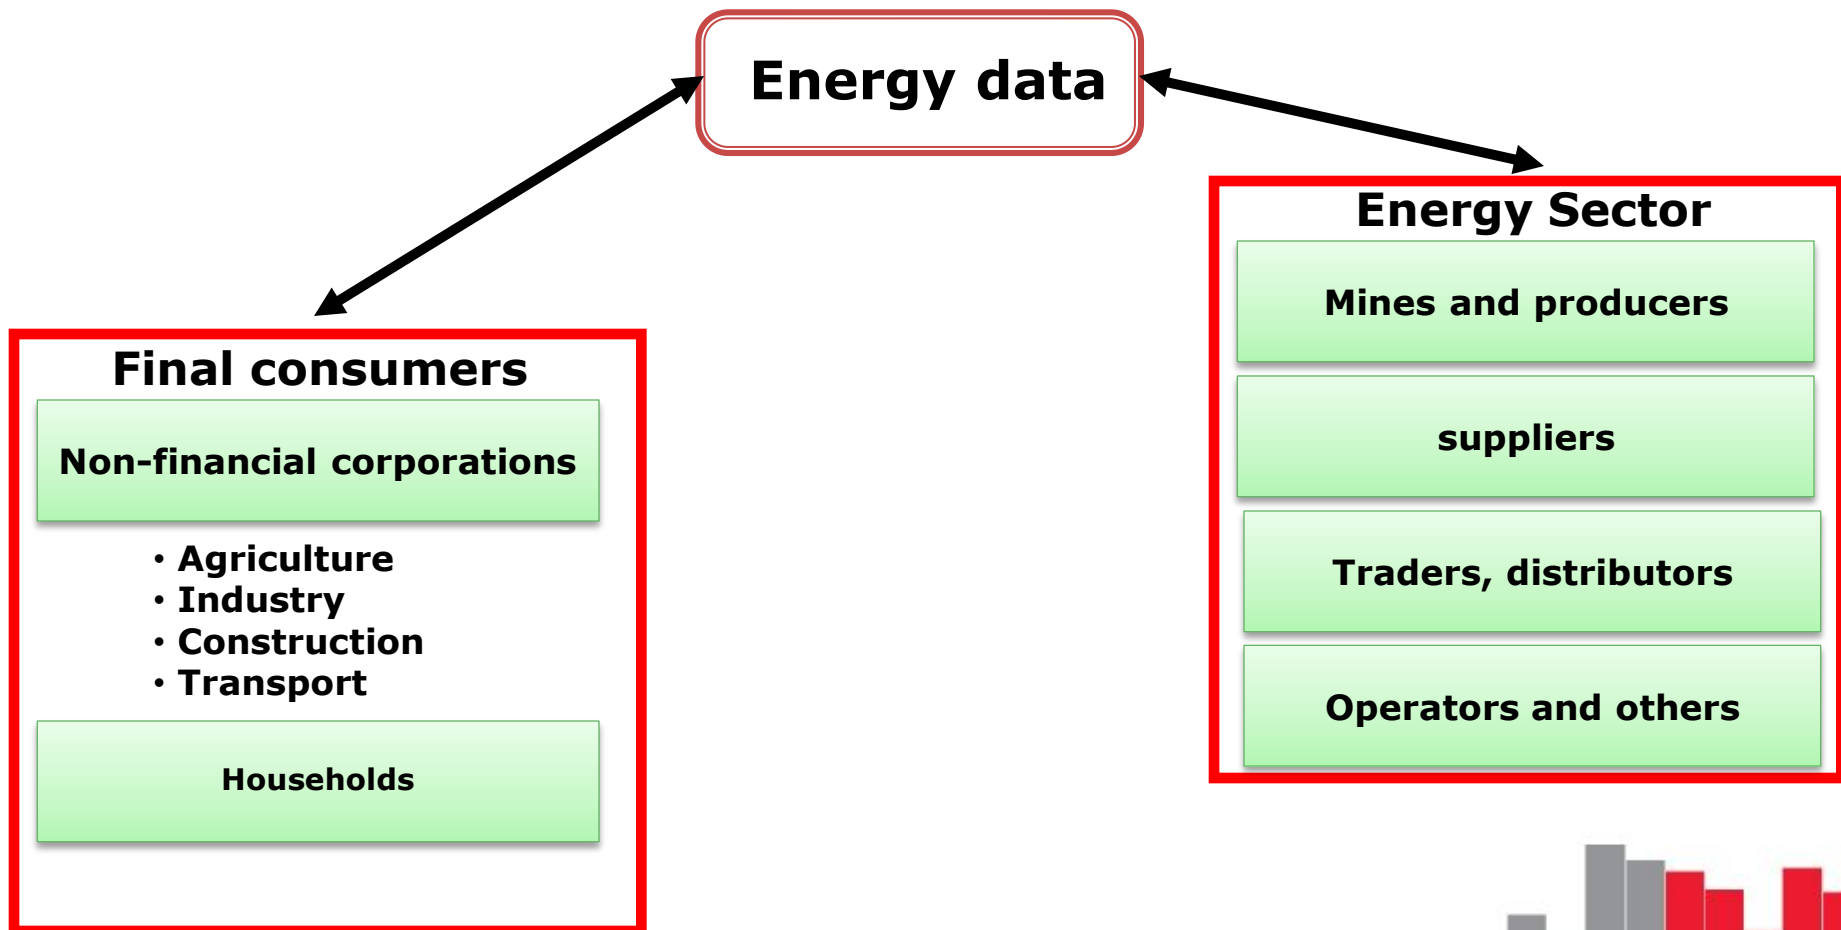 Energy data
Final consumers
Non-financial corporations
• Agriculture
• Industry
• Construction
• Transport
Households
Energy Sector
Mines and producers
suppliers
Traders, distributors
Operators and others